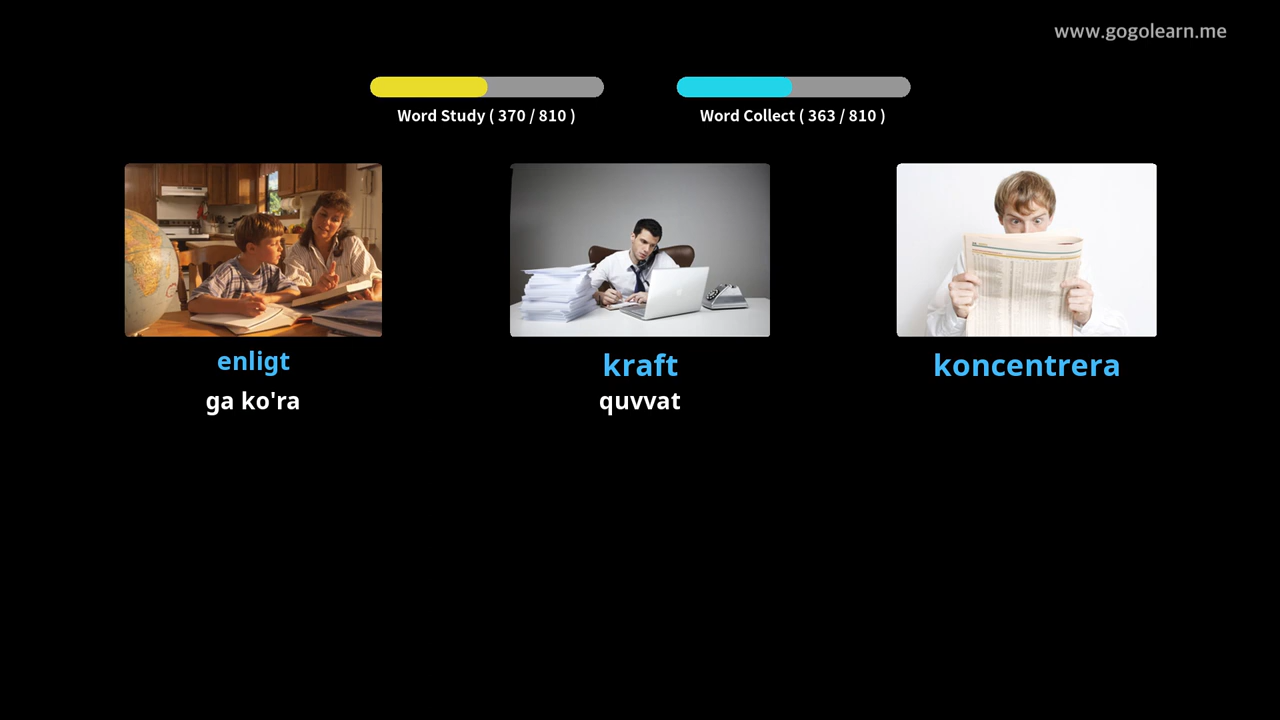 www.gogolearn.me
Word Study ( 370 / 810 )
Word Collect ( 363 / 810 )
enligt
ga ko'ra
kraft
quvvat
koncentrera